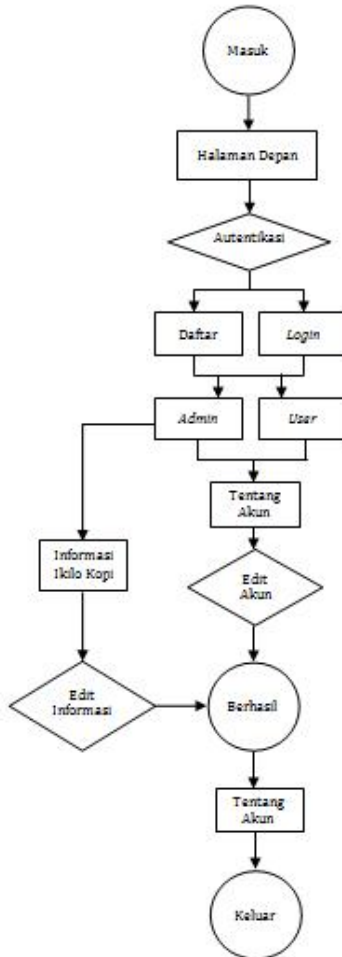 Masuk
Halaman Depan
Autentikasi
Daftar
Login
Admin
User
Tentang
Akun
Informasi
Ikilo Kopi
Edit
Akun
Edit
Informasi
Berhasil
Tentang
Akun
Keluar